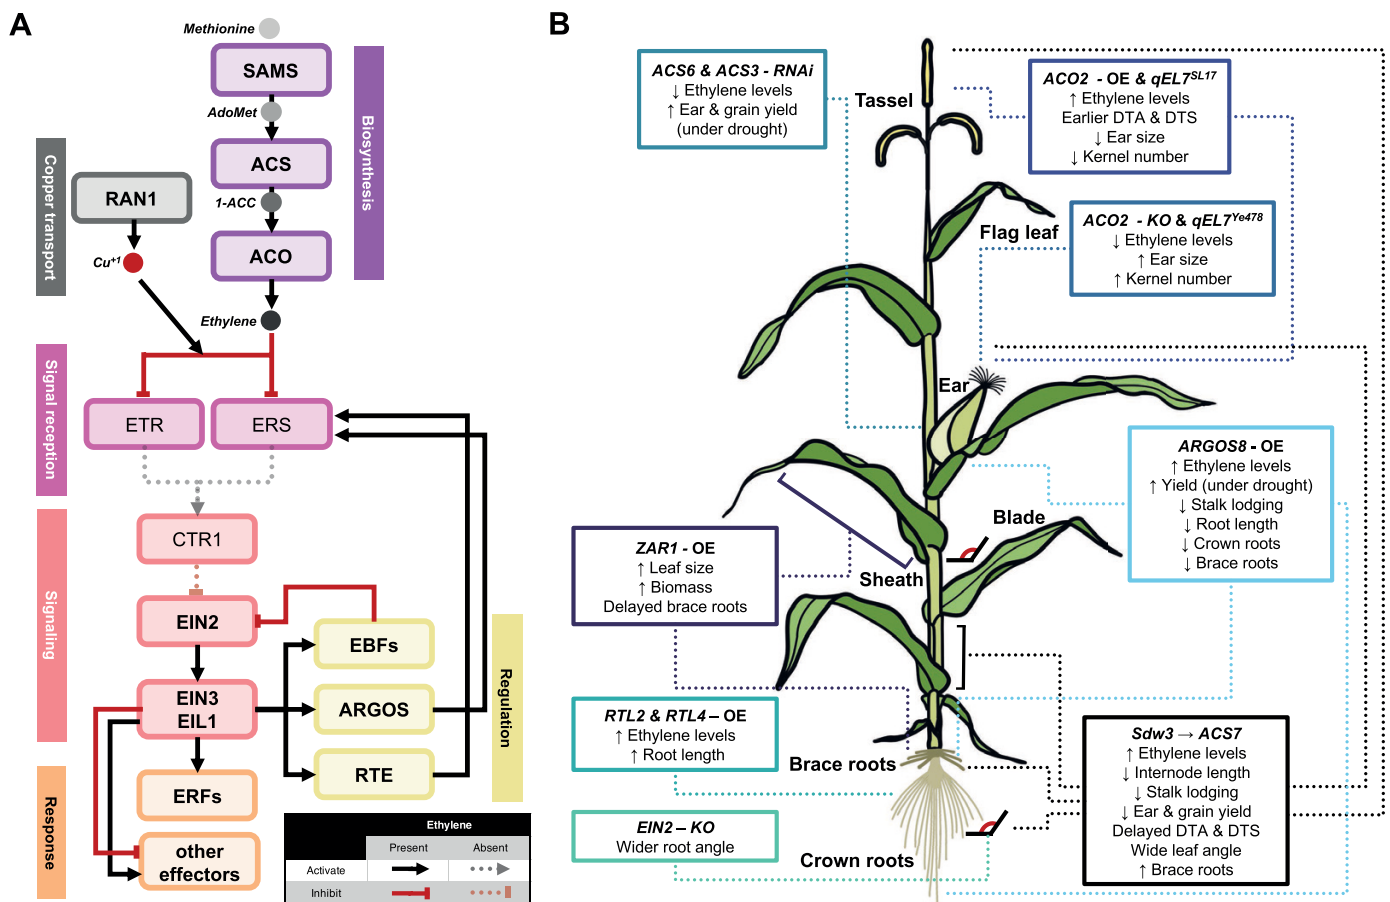 A
Methionine
SAMS
AdoMet
ACS
1-ACC
ACO
Ethylene
Biosynthesis
Copper transport
RAN1
Cu+1
Signal reception
ETR
ERS
Signaling
CTR1
EIN2
EIN3
EIL1
EBFs
ARGOS
RTE
Regulation
Response
ERFs
other
effectors
Ethylene
Present
Absent
Activate
Inhibit
B
ACS6 & ACS3 - RNAi
↓ Ethylene levels
↑ Ear & grain yield
(under drought)
Tassel
ACO2 - OE & qEL7SL17
↑ Ethylene levels
Earlier DTA & DTS
↓ Ear size
↓ Kernel number
Flag leaf
ACO2 - KO & qEL7Ye478
↓ Ethylene levels
↑ Ear size
↑ Kernel number
Ear
ARGOS8 - OE
↑ Ethylene levels
↑ Yield (under drought)
↓ Stalk lodging
↓ Root length
↓ Crown roots
↓ Brace roots
Blade
Sheath
ZAR1 - OE
↑ Leaf size
↑ Biomass
Delayed brace roots
RTL2 & RTL4 – OE
↑ Ethylene levels
↑ Root length
Brace roots
EIN2 – KO
Wider root angle
Crown roots
Sdw3 → ACS7
↑ Ethylene levels
↓ Internode length
↓ Stalk lodging
↓ Ear & grain yield
Delayed DTA & DTS
Wide leaf angle
↑ Brace roots